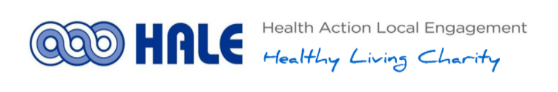 HALE
Health Action Local Engagement
Healthy Living Charity